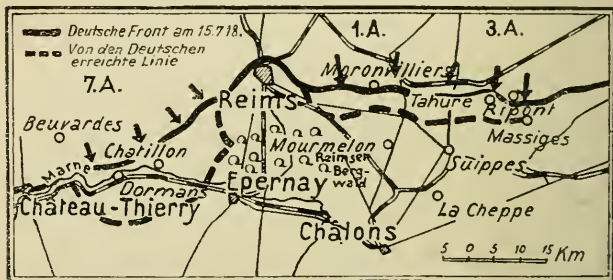 Deutsche Front am 15.7.18.
Von den Deutschen
erreichte Linie
1.A.
3.A.
7.A.
Moronvilliers
Reims
Tahure
Ripont
Beuvardes
Massiges
Chatillon
Mourmelon
Reimser
Berg-
wald
Suippes
Marne
Dormans
Epernay
Château-Thierry
La Cheppe
Châlons
5 0 5 10 15 Km